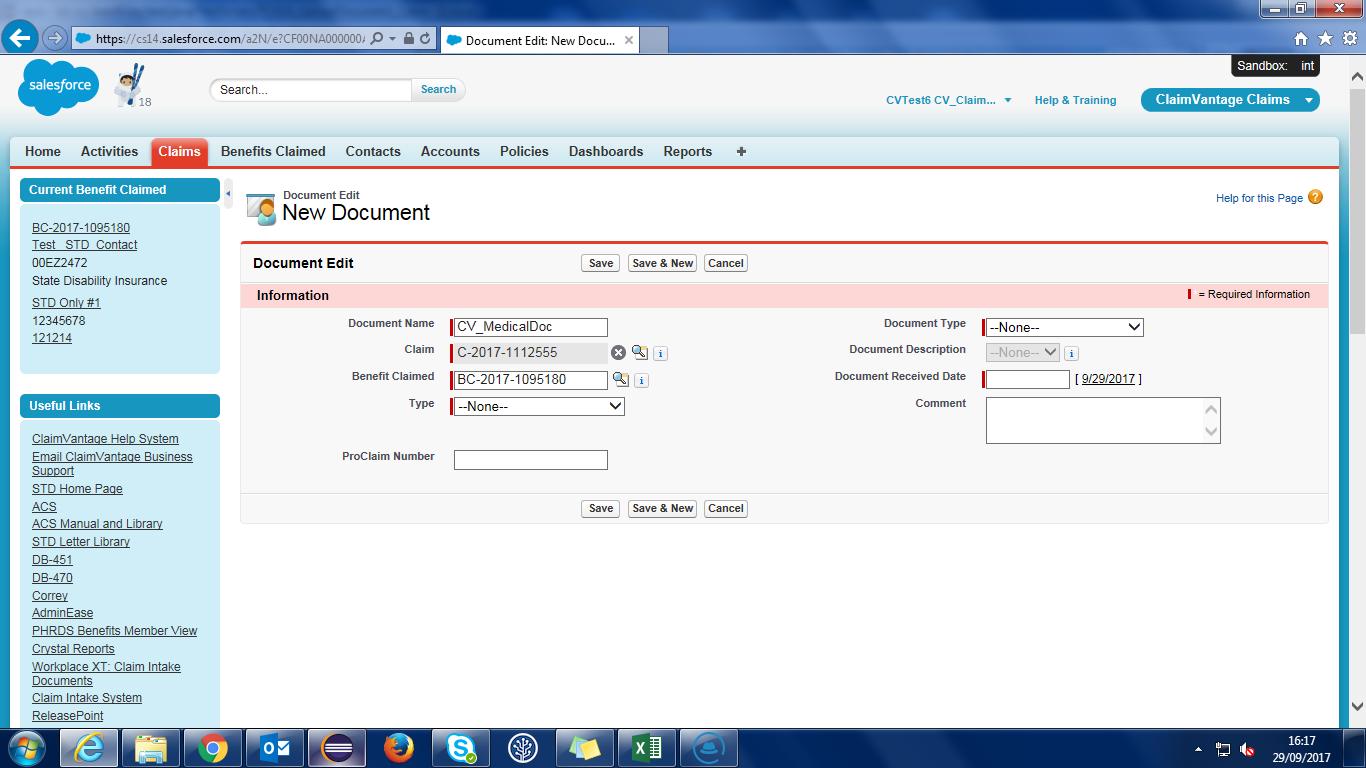 https://cs14.salesforce.com/a2N/e?CF00NA000000
Document Edit: New Docu...
Sandbox: int
salesforce
18
Search...
Search
CVTest6 CV_Claim...
Help & Training
ClaimVantage Claims
Home
Activities
Claims
Benefits Claimed
Contacts
Accounts
Policies
Dashboards
Reports
Current Benefit Claimed
BC-2017-1095180
Test_ STD_Contact
00EZ2472
State Disability Insurance
STD Only #1
12345678
121214
Useful Links
ClaimVantage Help System
Email ClaimVantage Business
Support
STD Home Page
ACS
ACS Manual and Library
STD Letter Library
DB-451
DB-470
Correy
AdminEase
PHRDS Benefits Member View
Crystal Reports
Workplace XT: Claim Intake
Documents
Claim Intake System
ReleasePoint
Document Edit
New Document
Help for this Page
Document Edit
Save
Save & New
Cancel
Information
= Required Information
Document Name CV_MedicalDoc
Document Type --None--
Claim C-2017-1112555
Document Description --None--
Benefit Claimed BC-2017-1095180
Document Received Date [ 9/29/2017 ]
Type --None--
Comment
ProClaim Number
Save
Save & New
Cancel
16:17
29/09/2017